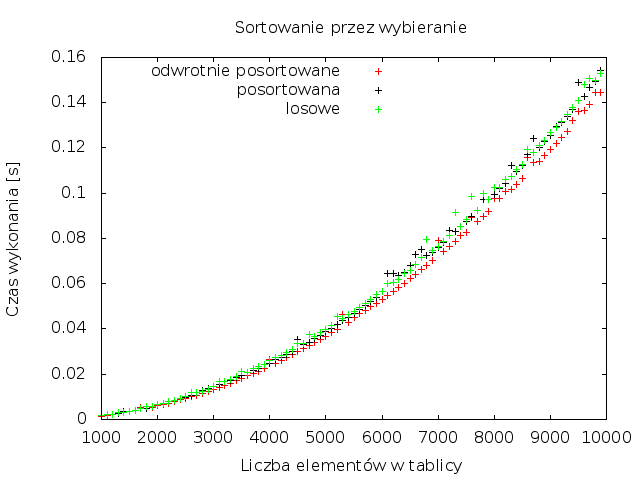 Sortowanie przez wybieranie
0.16
odwrotnie posortowane
posortowana
losowe
0.14
0.12
0.1
0.08
0.06
0.04
0.02
0
Czas wykonania [s]
1000 2000 3000 4000 5000 6000 7000 8000 9000 10000
Liczba elementów w tablicy